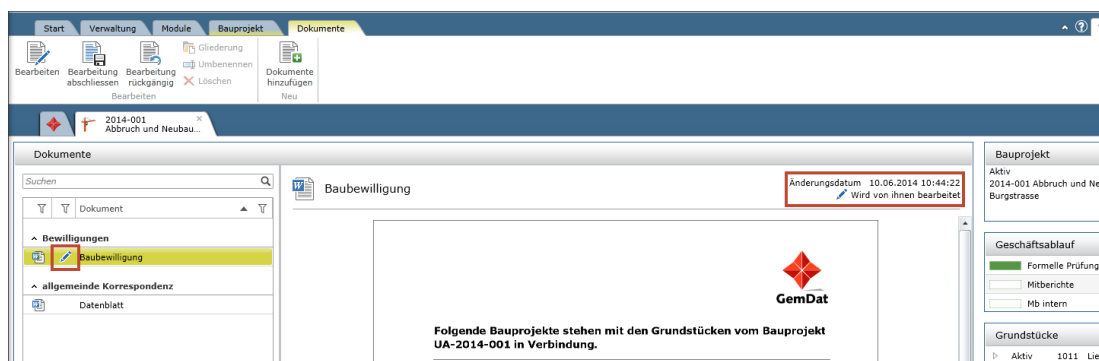 Start Verwaltung Module Bauprojekt Dokumente
Bearbeiten
Bearbeitung abschliessen
Bearbeitung rückgängig
Gliederung
Umbenennen
Löschen
Dokumente hinzufügen
Bearbeiten
Neu
2014-001
Abbruch und Neubau...
Dokumente
Suchen
Dokument
Bewilligungen
Baubewilligung
allgemeine Korrespondenz
Datenblatt
Baubewilligung
Änderungsdatum 10.06.2014 10:44:22
Wird von ihnen bearbeitet
GemDat
Folgende Bauprojekte stehen mit den Grundstücken vom Bauprojekt
UA-2014-001 in Verbindung.
Bauprojekt
Aktiv
2014-001 Abbruch und Ne
Burgstrasse
Geschäftsablauf
Formelle Prüfung
Mitberichte
Mb intern
Grundstücke
Aktiv 1011 Lie